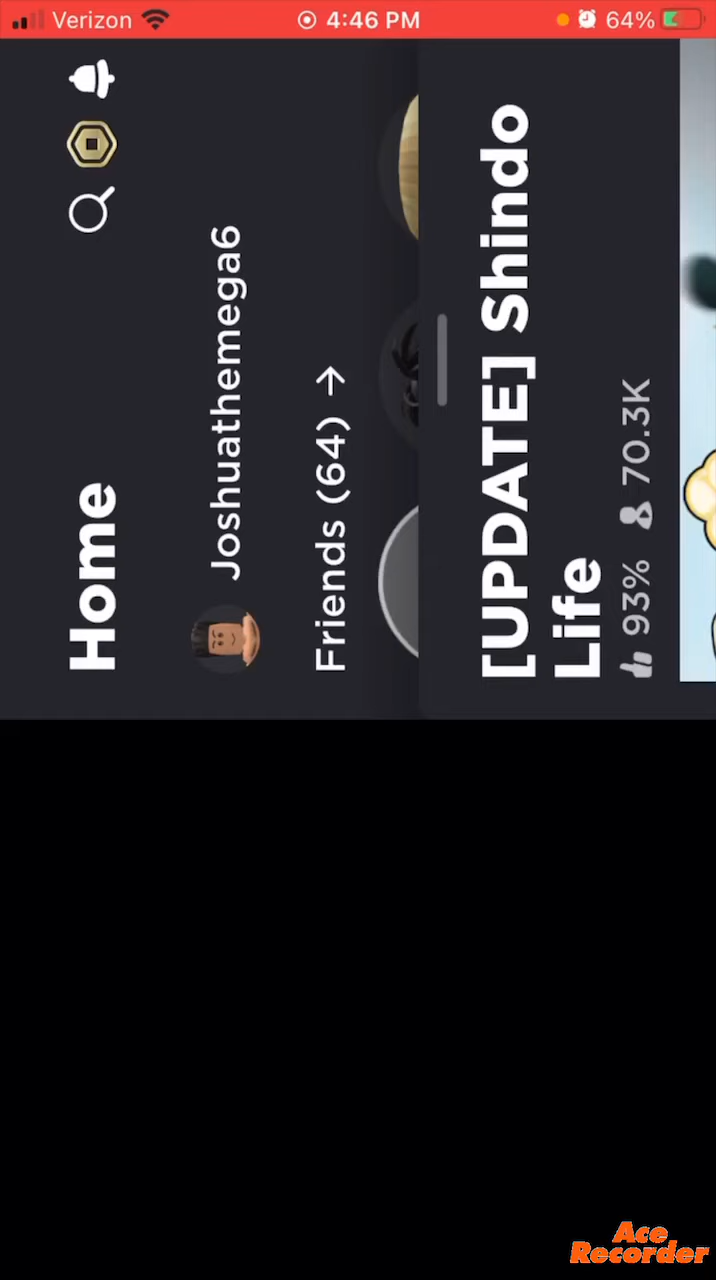 Verizon
4:46 PM
64%
Home
Joshuathemega6
Friends (64) →
[UPDATE] Shindo
Life
93% 70.3K
Ace
Recorder